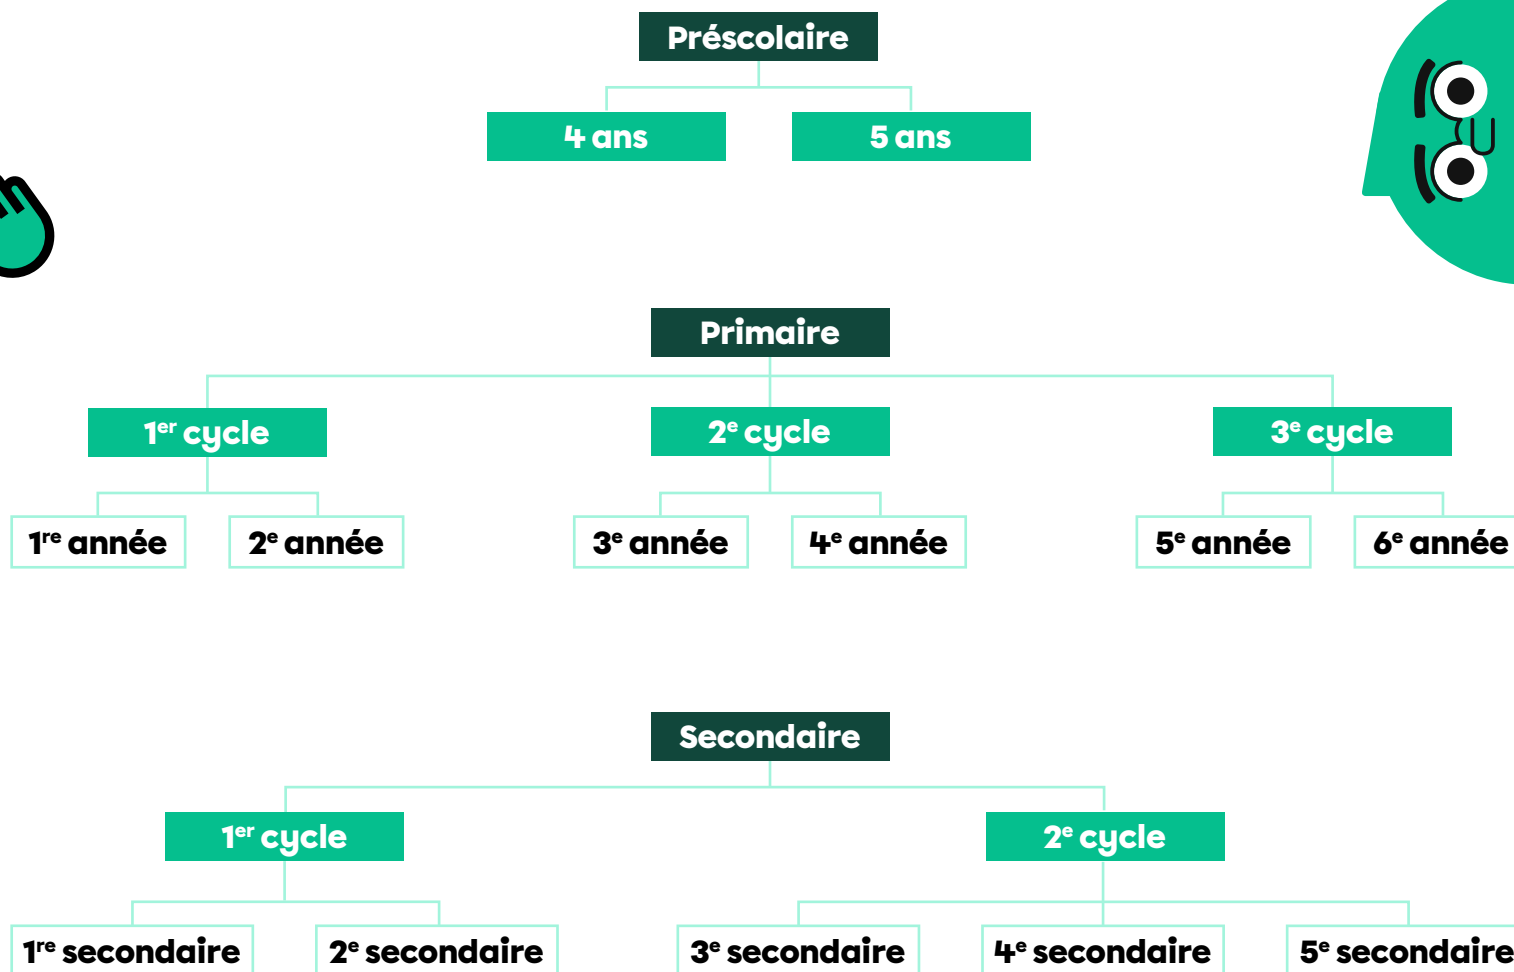 Préscolaire
4 ans
5 ans
Primaire
1er cycle
2e cycle
3e cycle
1re année
2e année
3e année
4e année
5e année
6e année
Secondaire
1er cycle
2e cycle
1re secondaire
2e secondaire
3e secondaire
4e secondaire
5e secondaire